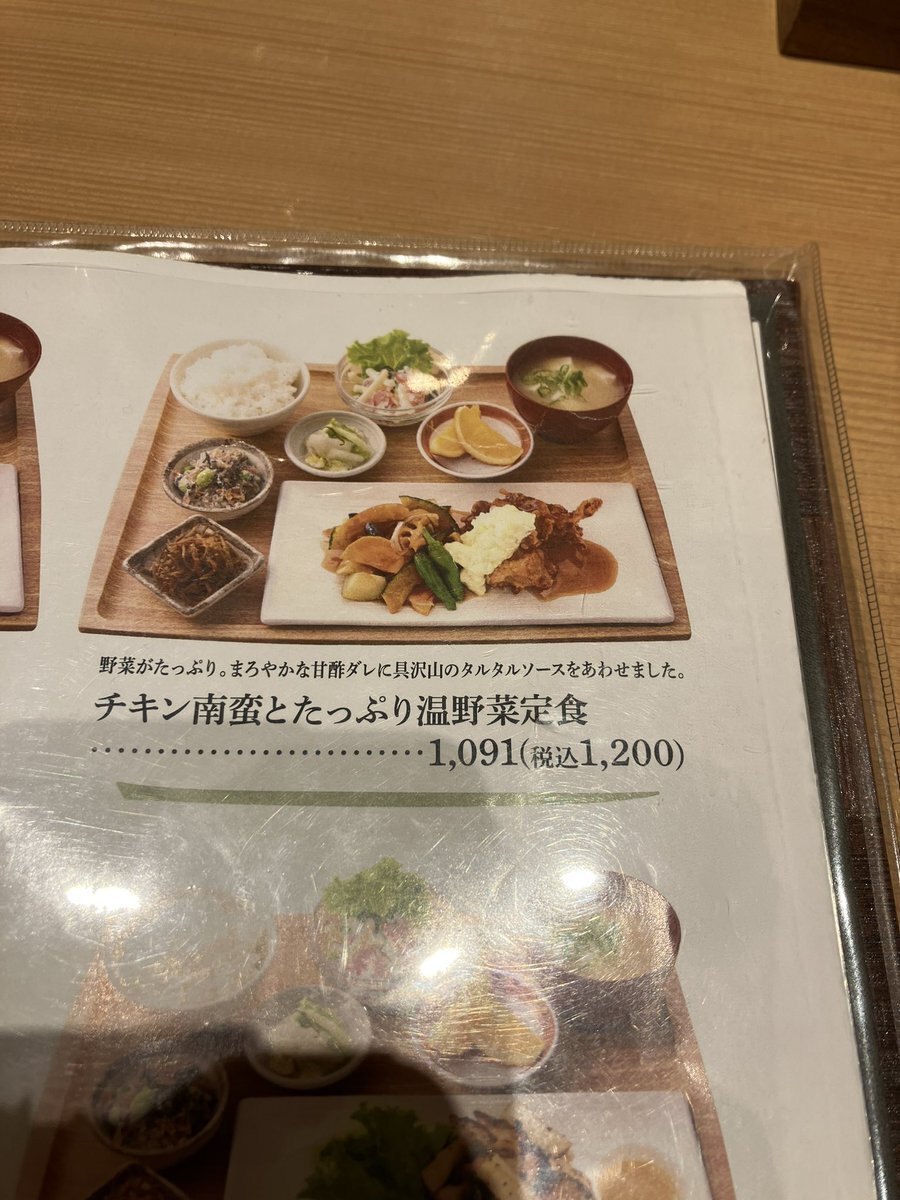 野菜がたっぷり。まろやかな甘酢ダレに具沢山のタルタルソースをあわせました。
チキン南蛮とたっぷり温野菜定食
‥‥‥‥‥‥‥‥‥‥‥‥‥‥1,091(税込1,200)